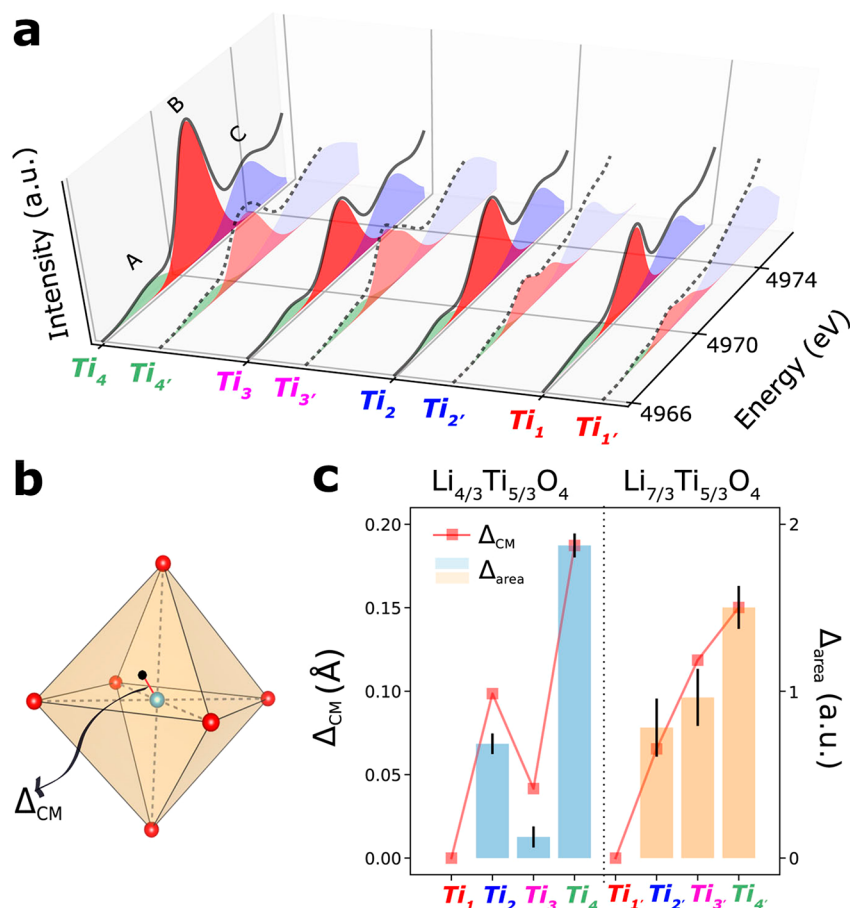 a
Intensity (a.u.)
A
B
C
Ti4
Ti4′
Ti3
Ti3′
Ti2
Ti2′
Ti1
Ti1′
4966
4970
4974
Energy (eV)
b
ΔCM
c
Li4/3Ti5/3O4
Li7/3Ti5/3O4
ΔCM
Δarea
0.20
0.15
0.10
0.05
0.00
ΔCM (Å)
2
1
0
Δarea (a.u.)
Ti1 Ti2 Ti3 Ti4 Ti1′ Ti2′ Ti3′ Ti4′